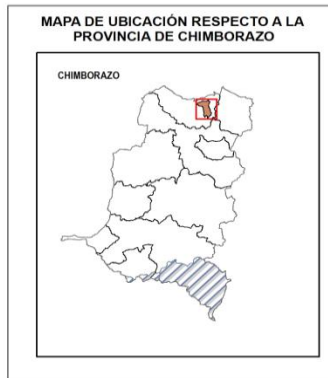 MAPA DE UBICACIÓN RESPECTO A LA
PROVINCIA DE CHIMBORAZO
CHIMBORAZO